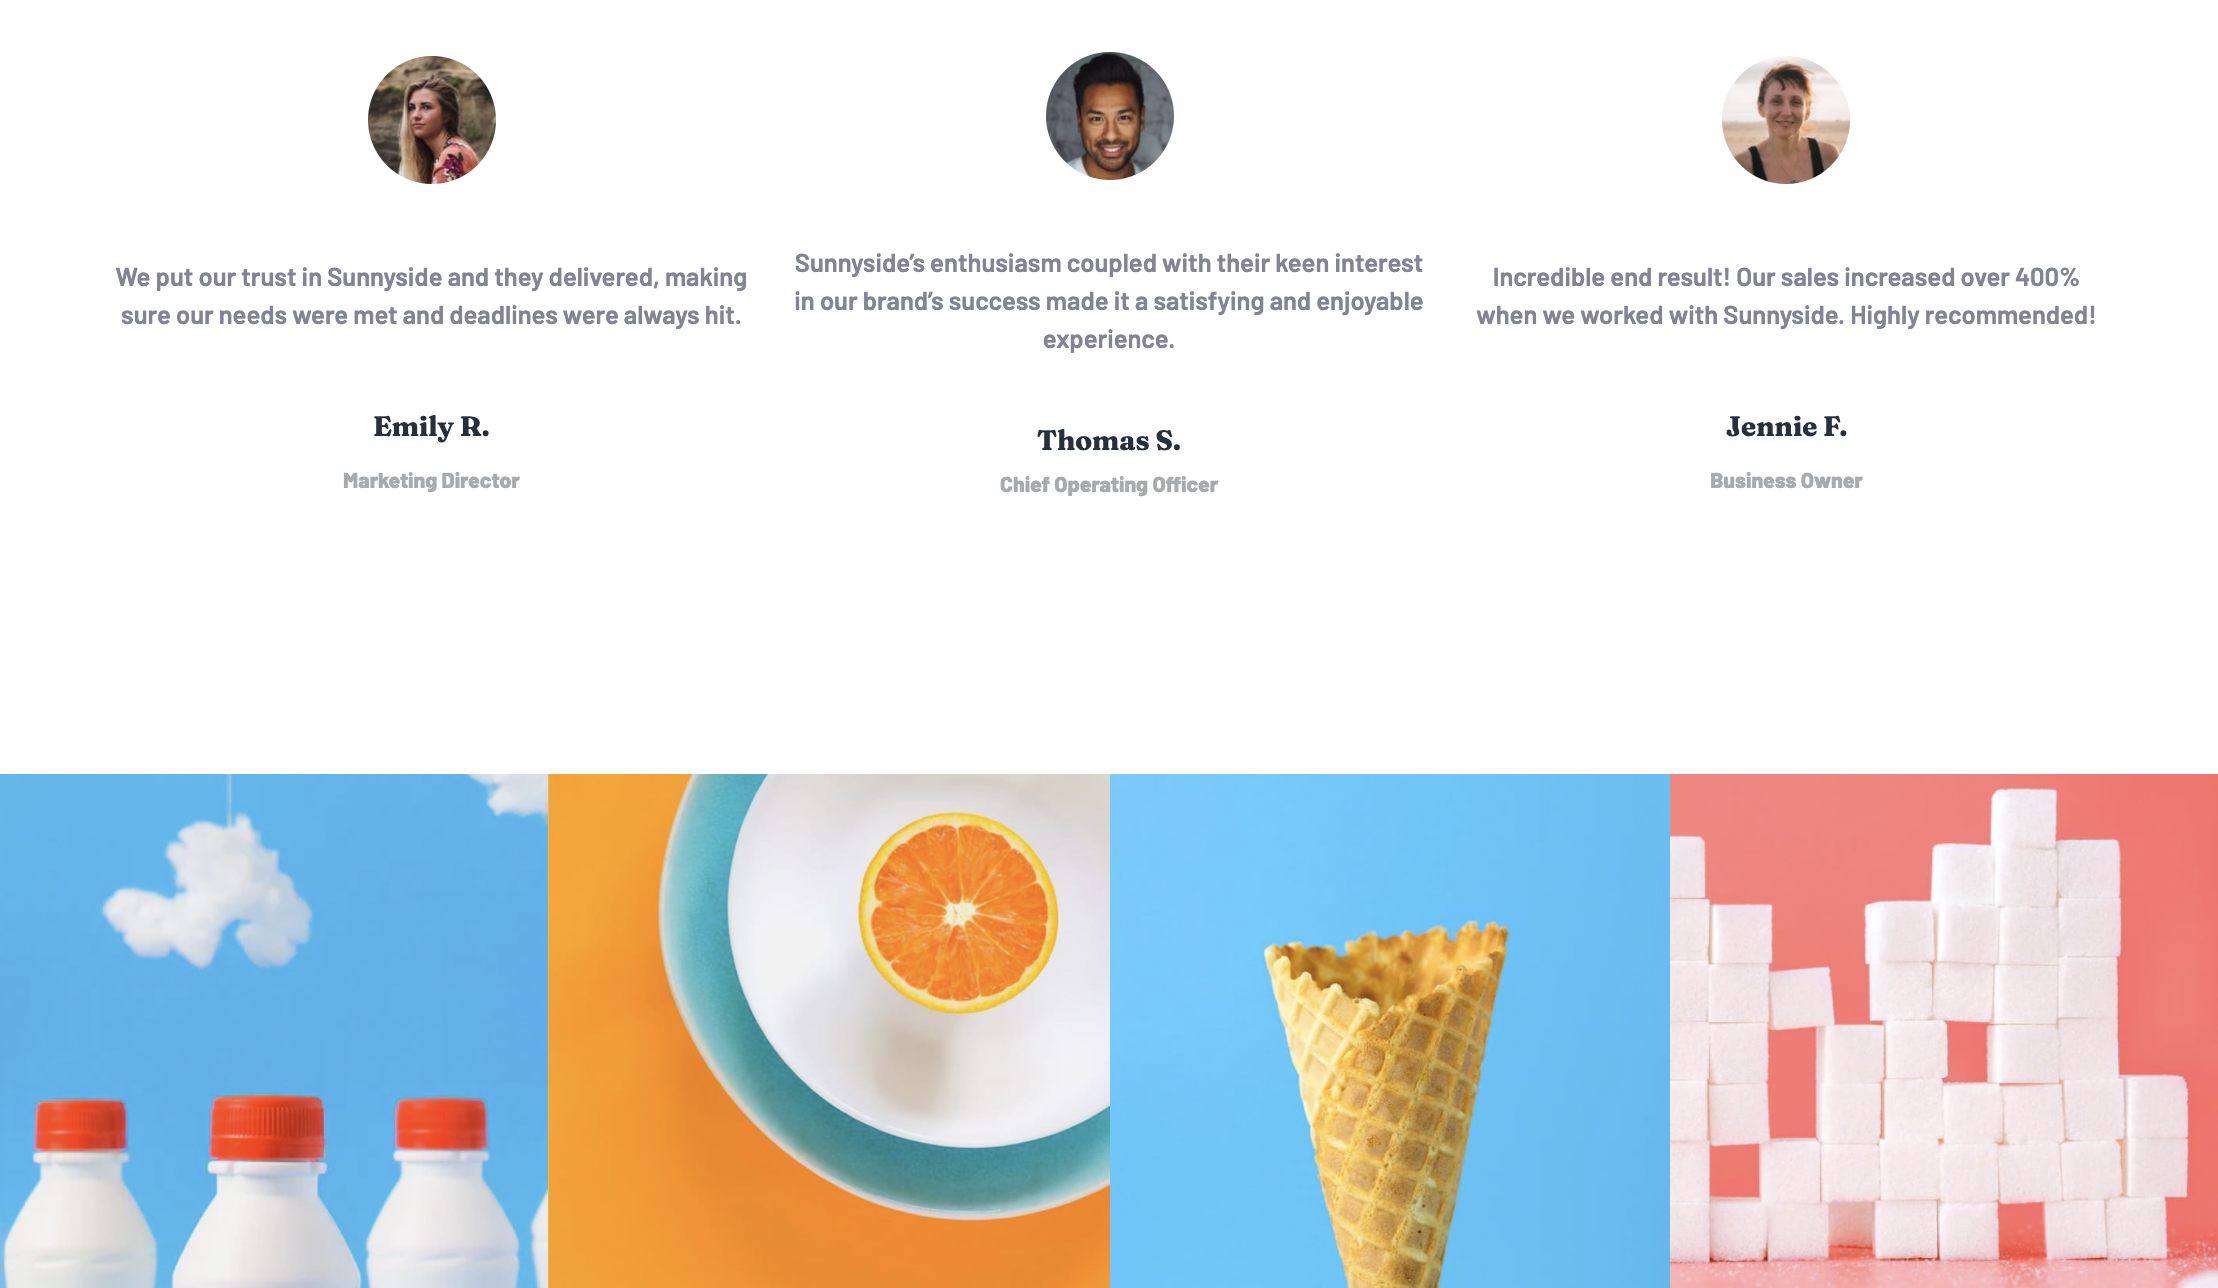 We put our trust in Sunnyside and they delivered, making
sure our needs were met and deadlines were always hit.
Emily R.
Marketing Director
Sunnyside’s enthusiasm coupled with their keen interest
in our brand’s success made it a satisfying and enjoyable
experience.
Thomas S.
Chief Operating Officer
Incredible end result! Our sales increased over 400%
when we worked with Sunnyside. Highly recommended!
Jennie F.
Business Owner